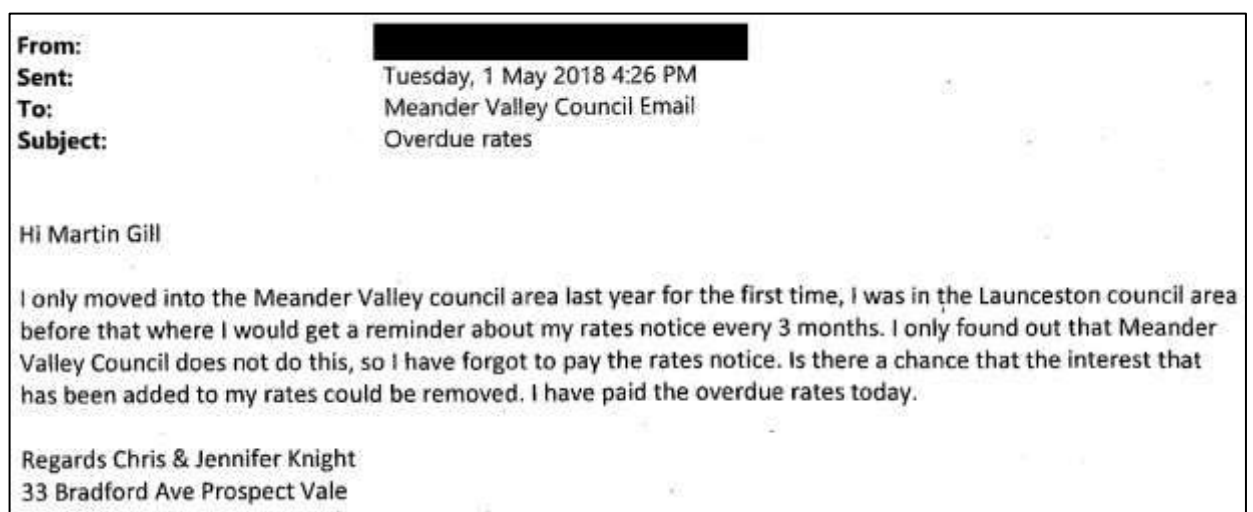 From:
Sent: Tuesday, 1 May 2018 4:26 PM
To: Meander Valley Council Email
Subject: Overdue rates
Hi Martin Gill
I only moved into the Meander Valley council area last year for the first time, I was in the Launceston council area
before that where I would get a reminder about my rates notice every 3 months. I only found out that Meander
Valley Council does not do this, so I have forgot to pay the rates notice. Is there a chance that the interest that
has been added to my rates could be removed. I have paid the overdue rates today.
Regards Chris & Jennifer Knight
33 Bradford Ave Prospect Vale